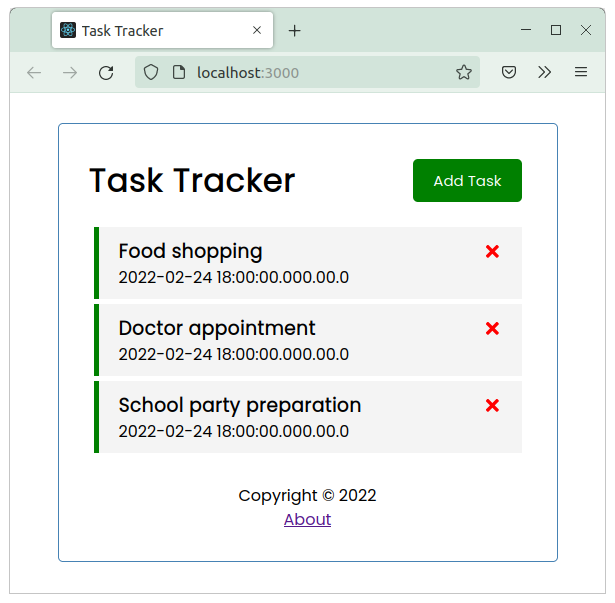 Task Tracker
localhost:3000
Task Tracker
Add Task
Food shopping
2022-02-24 18:00:00.000.00.0
Doctor appointment
2022-02-24 18:00:00.000.00.0
School party preparation
2022-02-24 18:00:00.000.00.0
Copyright © 2022
About